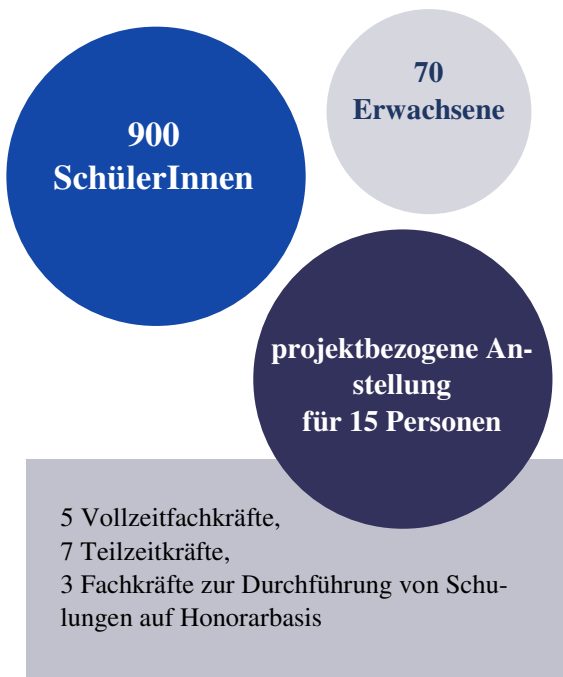 900
SchülerInnen
70
Erwachsene
projektbezogene An-
stellung
für 15 Personen
5 Vollzeitfachkräfte,
7 Teilzeitkräfte,
3 Fachkräfte zur Durchführung von Schu-
lungen auf Honorarbasis